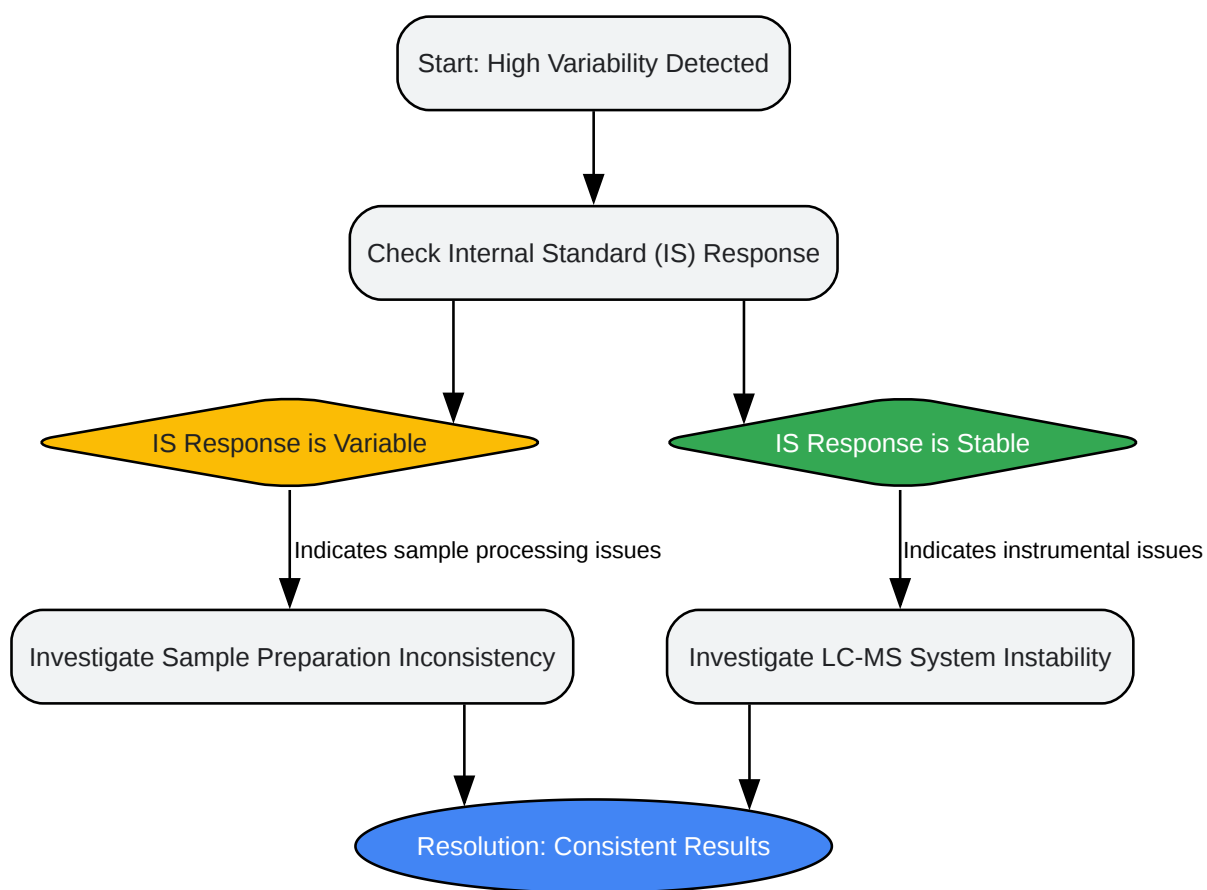 Start: High Variability Detected
Check Internal Standard (IS) Response
IS Response is Variable
IS Response is Stable
Indicates sample processing issues
Indicates instrumental issues
Investigate Sample Preparation Inconsistency
Investigate LC-MS System Instability
Resolution: Consistent Results